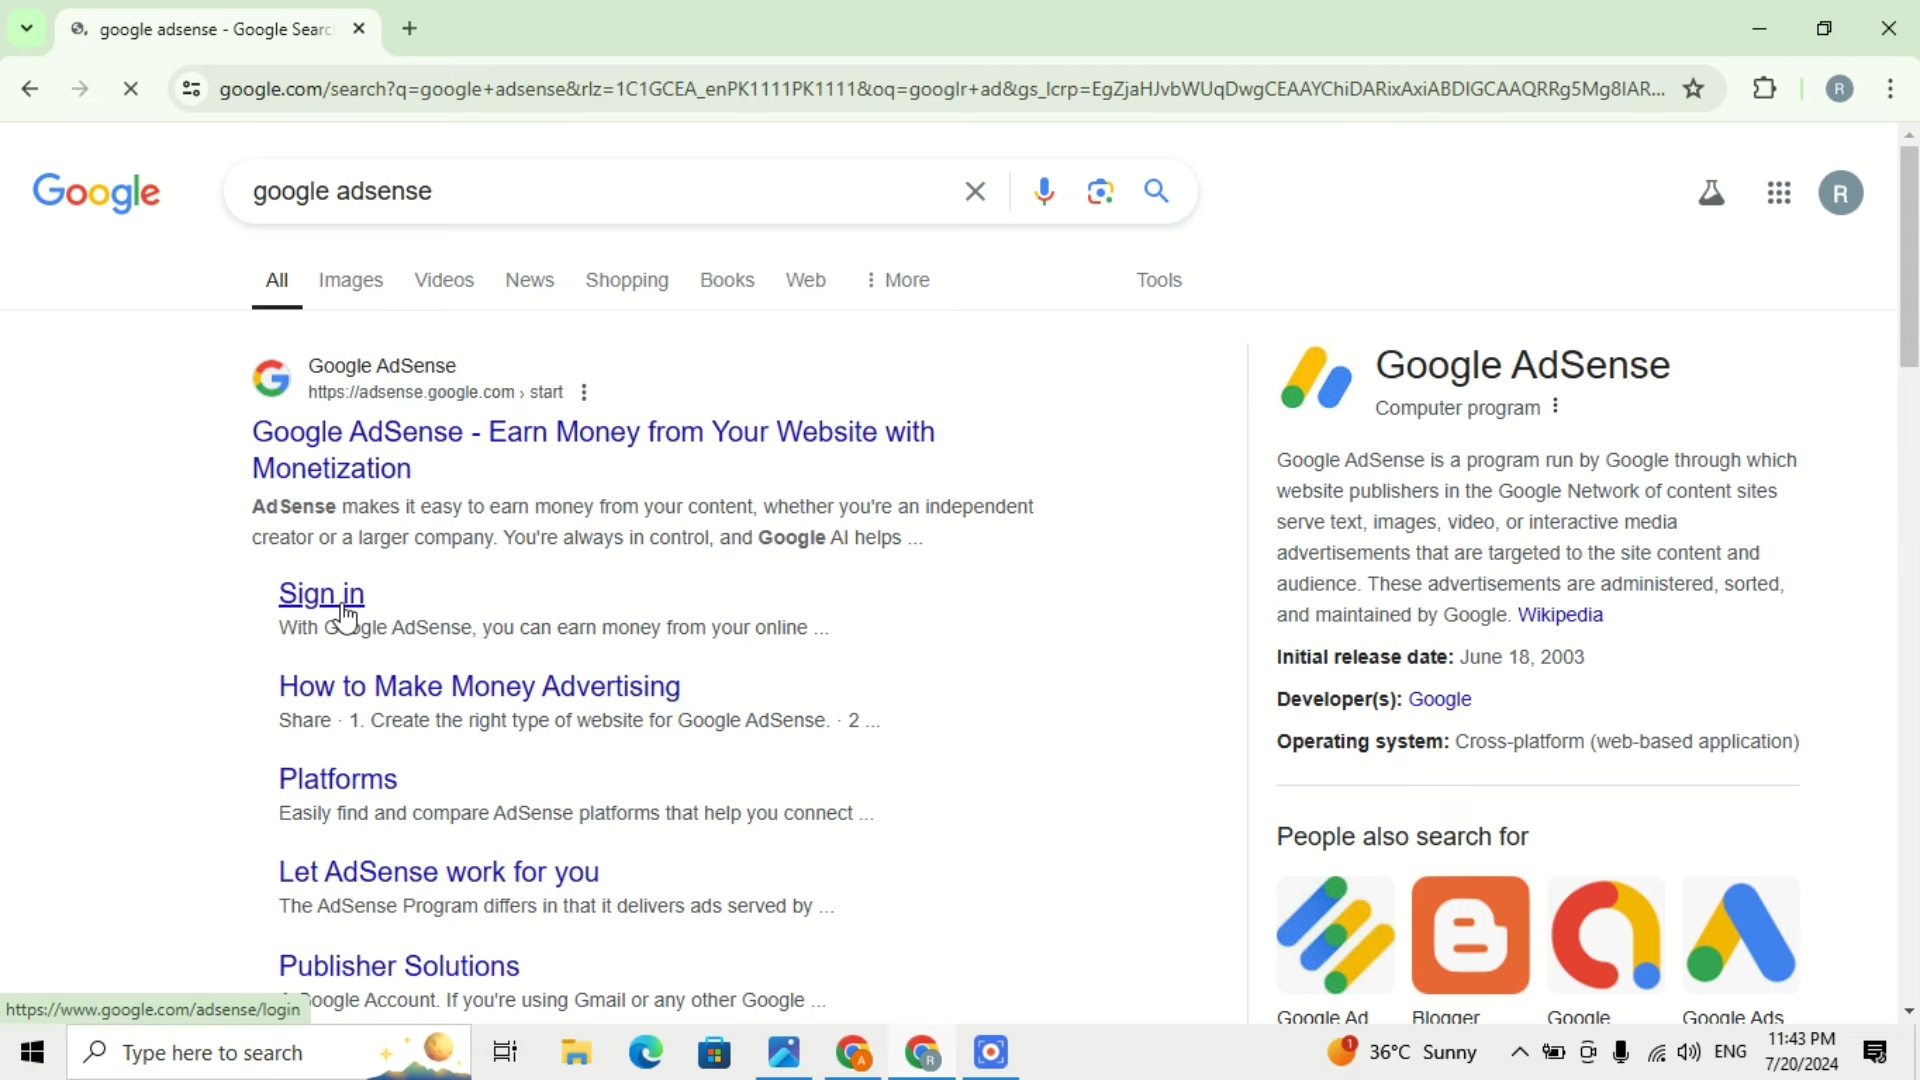 google adsense - Google Searc
google.com/search?q=google+adsense&rlz=1C1GCEA_enPK1111PK1111&oq=googlr+ad&gs_lcrp=EgZjaHJvbWUqDwgCEAAYChiDARixAxiABDIGCAAQRRg5Mg8IAR...
R
Google
google adsense
R
All Images Videos News Shopping Books Web More Tools
Google AdSense
https://adsense.google.com › start
Google AdSense - Earn Money from Your Website with
Monetization
AdSense makes it easy to earn money from your content, whether you're an independent
creator or a larger company. You're always in control, and Google AI helps ...
Sign in
With Google AdSense, you can earn money from your online ...
How to Make Money Advertising
Share · 1. Create the right type of website for Google AdSense. · 2 ...
Platforms
Easily find and compare AdSense platforms that help you connect ...
Let AdSense work for you
The AdSense Program differs in that it delivers ads served by ...
Publisher Solutions
Google Account. If you're using Gmail or any other Google ...
https://www.google.com/adsense/login
Google AdSense
Computer program
Google AdSense is a program run by Google through which
website publishers in the Google Network of content sites
serve text, images, video, or interactive media
advertisements that are targeted to the site content and
audience. These advertisements are administered, sorted,
and maintained by Google. Wikipedia
Initial release date: June 18, 2003
Developer(s): Google
Operating system: Cross-platform (web-based application)
People also search for
Google Ad Blogger Google Google Ads
Type here to search
A
R
1
36°C Sunny
ENG
11:43 PM
7/20/2024